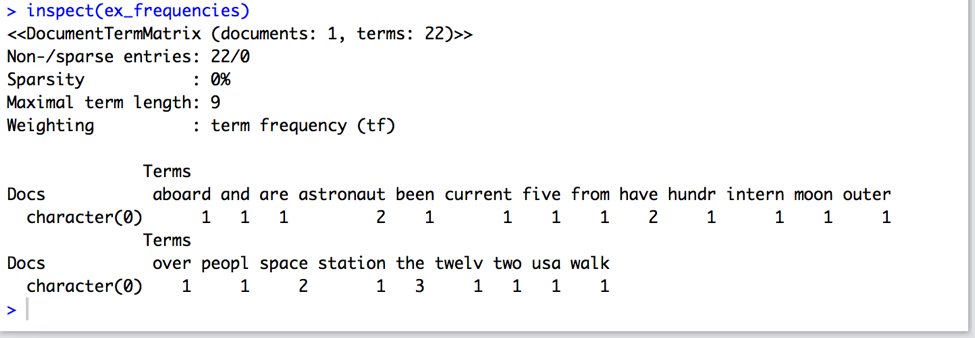 > inspect(ex_frequencies)
<<DocumentTermMatrix (documents: 1, terms: 22)>>
Non-/sparse entries: 22/0
Sparsity           : 0%
Maximal term length: 9
Weighting          : term frequency (tf)

              Terms
Docs           aboard and are astronaut been current five from have hundr intern moon outer
  character(0)      1   1   1         2    1       1    1    1    2     1      1    1     1
              Terms
Docs           over peopl space station the twelv two usa walk
  character(0)    1     1     2       1   3     1   1   1    1
>